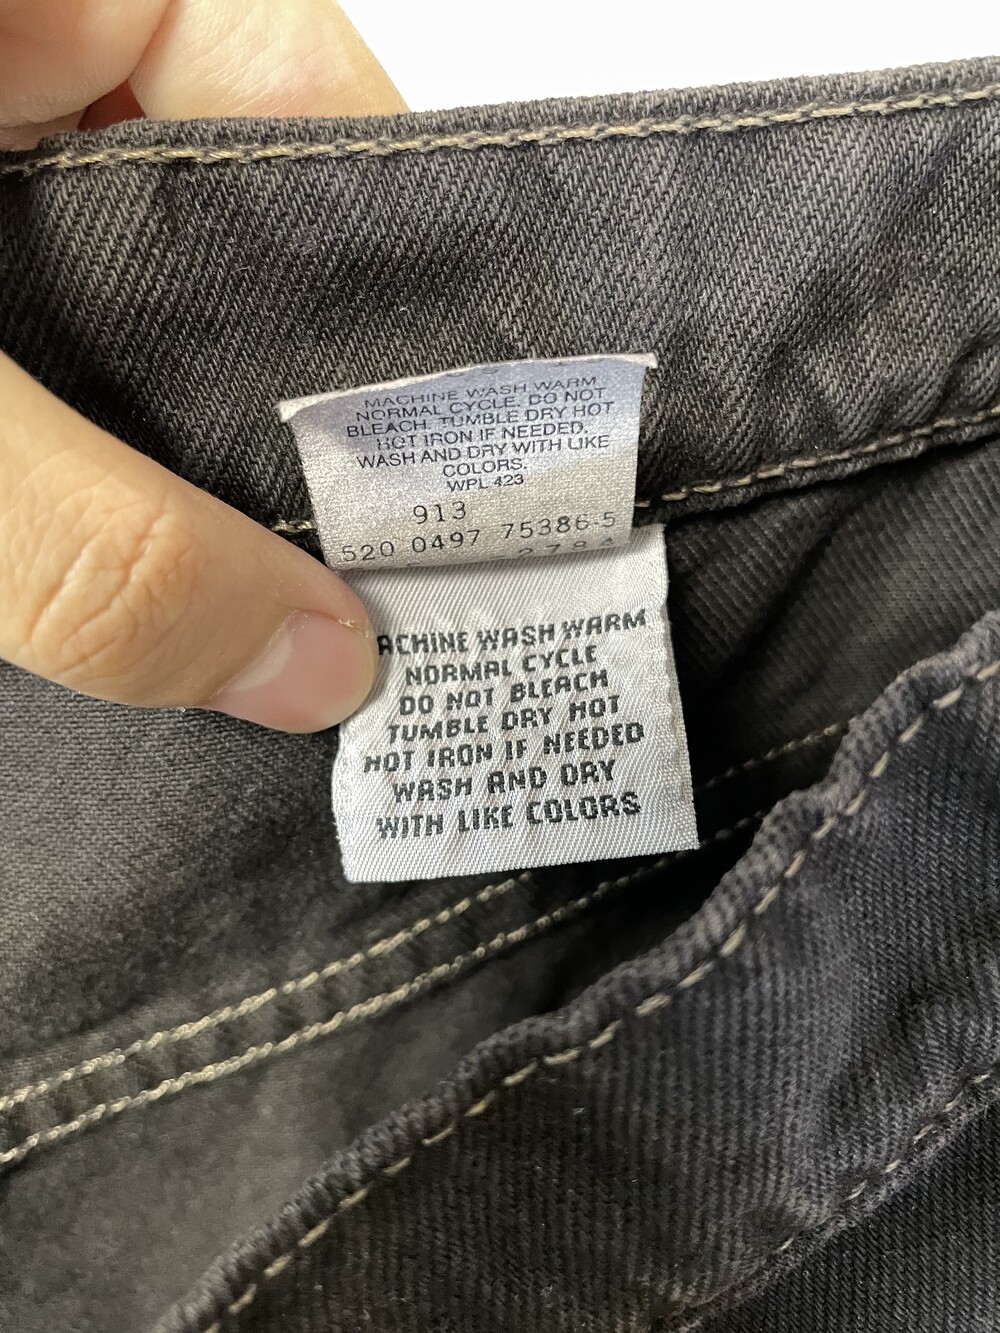 MACHINE WASH WARM
NORMAL CYCLE. DO NOT
BLEACH. TUMBLE DRY HOT
HOT IRON IF NEEDED.
WASH AND DRY WITH LIKE
COLORS.
WPL 423
913
520 0497 75386-5
2784
ACHINE WASH WARM
NORMAL CYCLE
DO NOT BLEACH
TUMBLE DRY HOT
HOT IRON IF NEEDED
WASH AND DRY
WITH LIKE COLORS